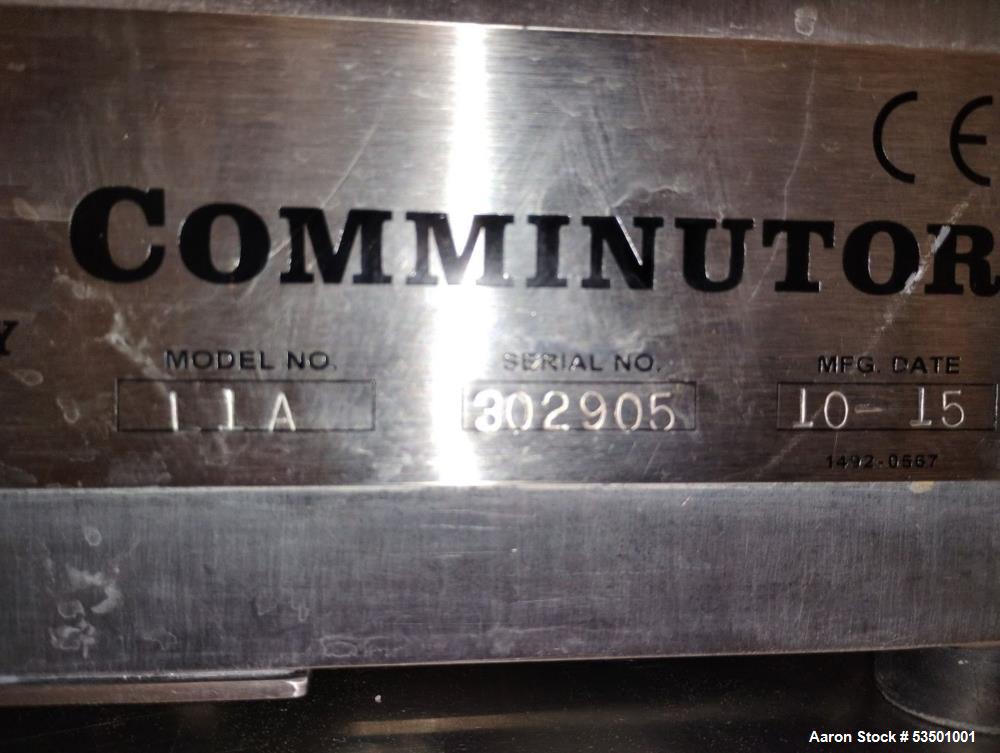 CE
COMMINUTOR
Y
MODEL NO. SERIAL NO. MFG. DATE
11A 302905 10-15
1492-0567
Aaron Stock # 53501001